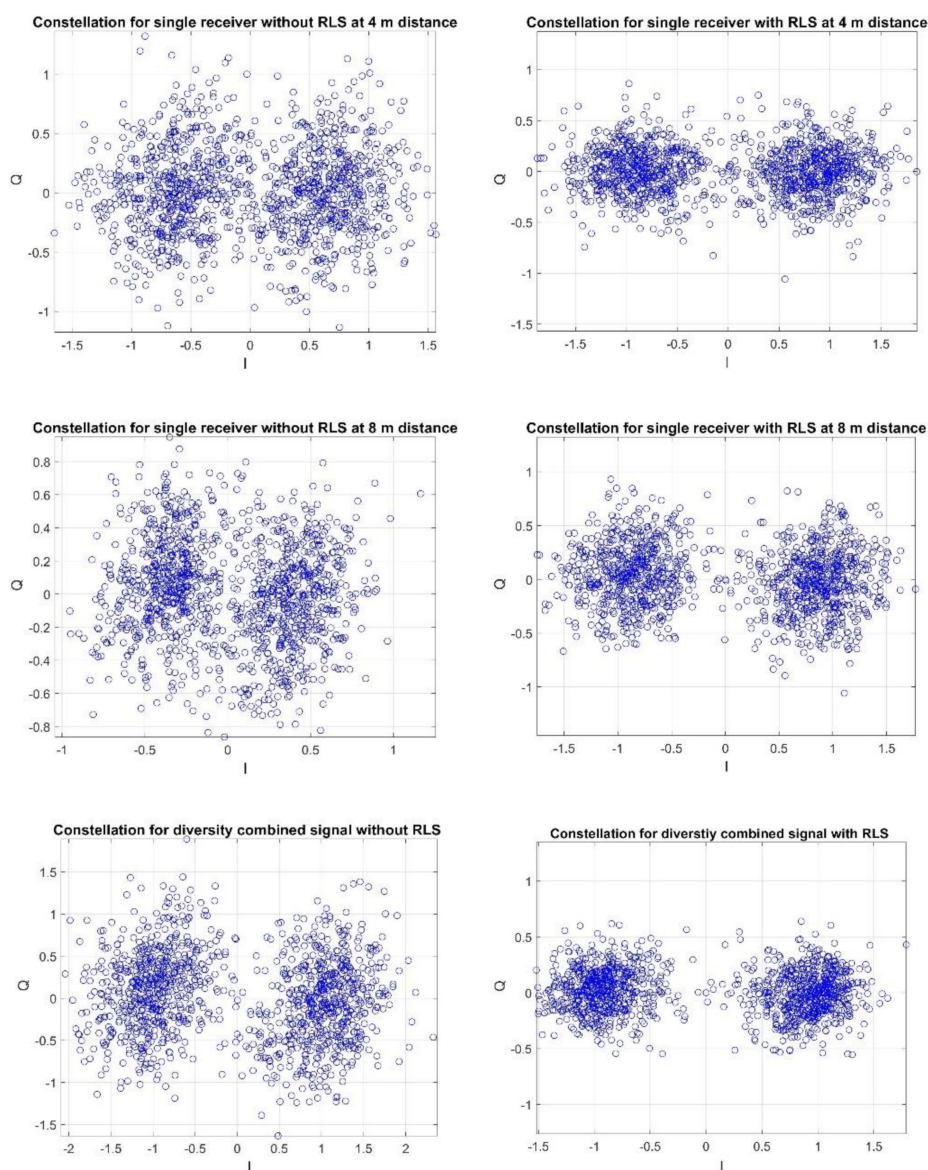 Constellation for single receiver without RLS at 4 m distance
1
0.5
Q
0
-0.5
-1
-1.5 -1 -0.5 0 0.5 1 1.5
I
Constellation for single receiver with RLS at 4 m distance
1
0.5
Q
0
-0.5
-1
-1.5
-1.5 -1 -0.5 0 0.5 1 1.5
I
Constellation for single receiver without RLS at 8 m distance
0.8
0.6
0.4
0.2
Q
0
-0.2
-0.4
-0.6
-0.8
-1 -0.5 0 0.5 1
I
Constellation for single receiver with RLS at 8 m distance
1
0.5
Q
0
-0.5
-1
-1.5 -1 -0.5 0 0.5 1 1.5
I
Constellation for diversity combined signal without RLS
1.5
1
0.5
Q
0
-0.5
-1
-1.5
-2 -1.5 -1 -0.5 0 0.5 1 1.5 2
I
Constellation for diverstiy combined signal with RLS
1
0.5
Q
0
-0.5
-1
-1.5 -1 -0.5 0 0.5 1 1.5
I